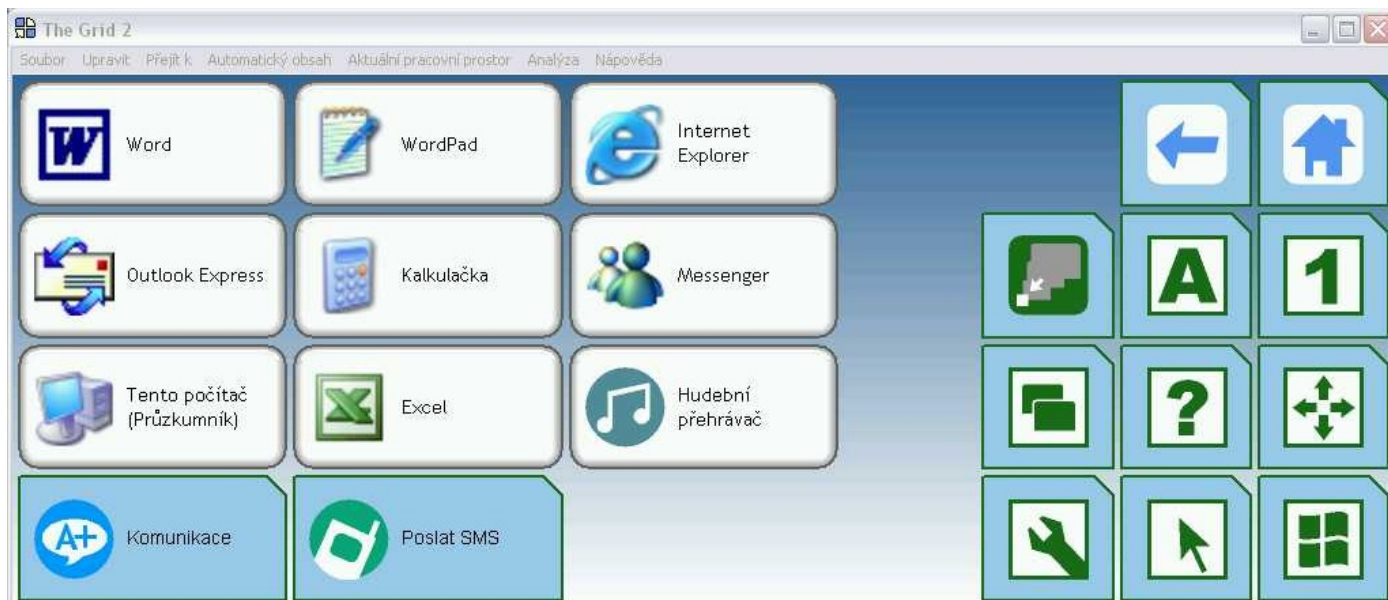 The Grid 2
Soubor Upravit Přejít k Automatický obsah Aktuální pracovní prostor Analýza Nápověda
Word
WordPad
Internet
Explorer
Outlook Express
Kalkulačka
Messenger
A
1
Tento počítač
(Průzkumník)
Excel
Hudební
přehrávač
?
A+
Komunikace
Poslat SMS